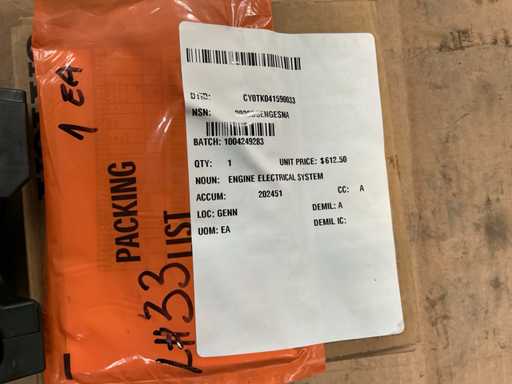 DTID: CY0TK041590033
NSN:
BATCH: 1004249283
QTY: 1 UNIT PRICE: $612.50
NOUN: ENGINE ELECTRICAL SYSTEM
ACCUM: 202451 CC: A
LOC: GENN DEMIL: A
UOM: EA DEMIL IC:
1 EA
PACKING
LIST
L#33